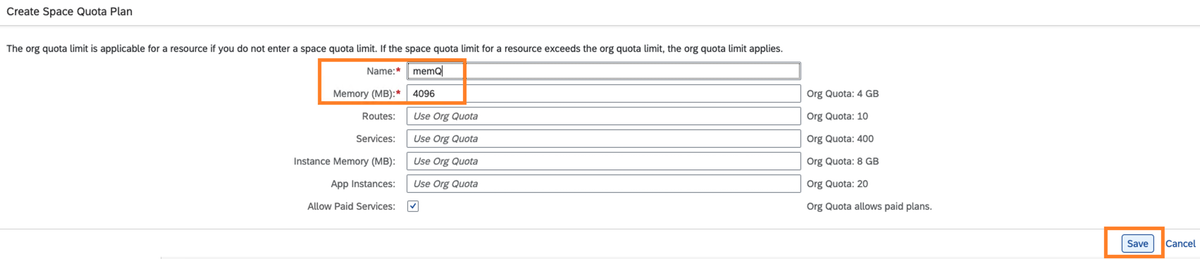 Create Space Quota Plan
The org quota limit is applicable for a resource if you do not enter a space quota limit. If the space quota limit for a resource exceeds the org quota limit, the org quota limit applies.
Name:* memQ
Memory (MB):* 4096 Org Quota: 4 GB
Routes: Use Org Quota Org Quota: 10
Services: Use Org Quota Org Quota: 400
Instance Memory (MB): Use Org Quota Org Quota: 8 GB
App Instances: Use Org Quota Org Quota: 20
Allow Paid Services: Org Quota allows paid plans.
Save Cancel